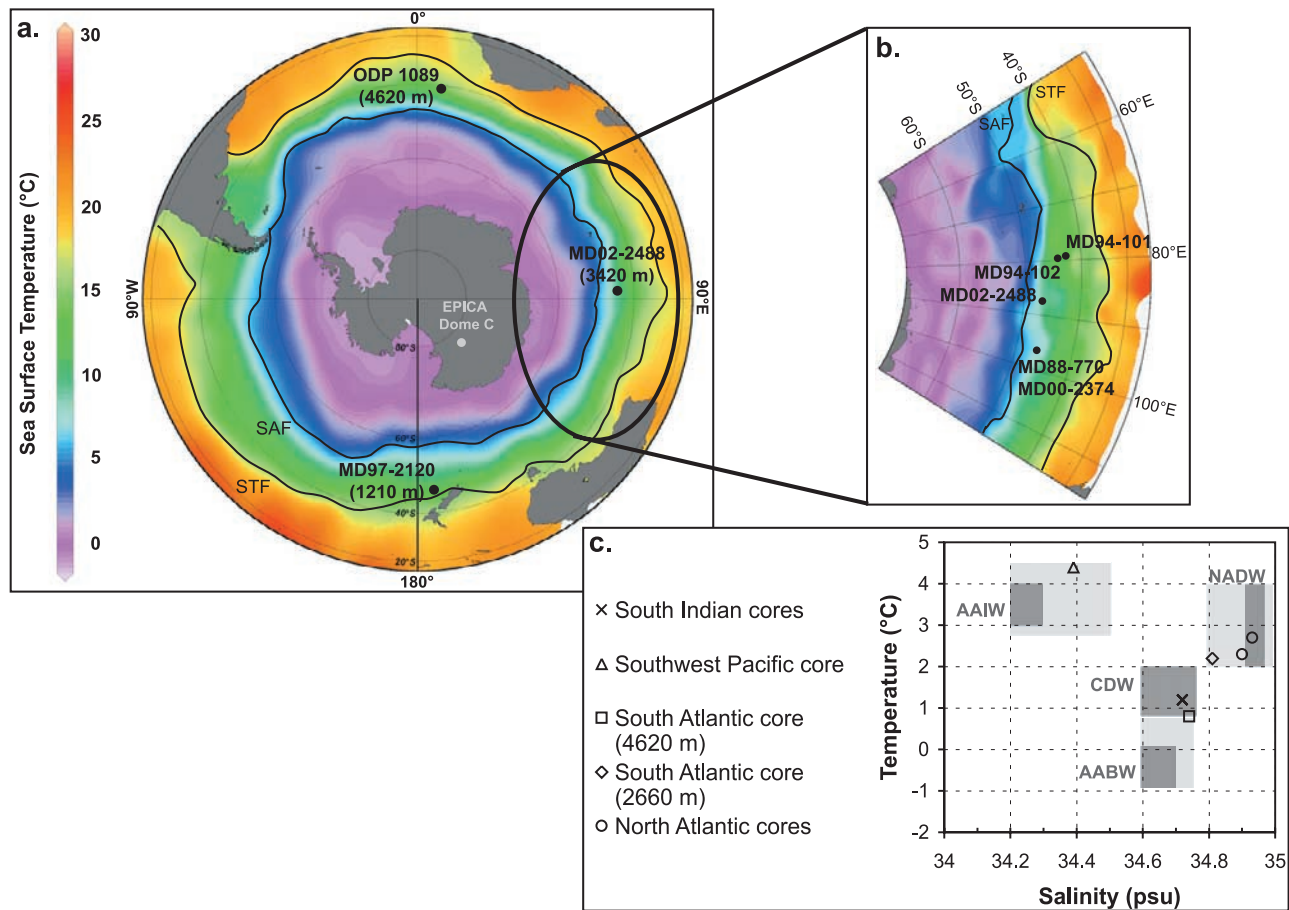 a.
30
25
20
15
10
5
0
Sea Surface Temperature (°C)
0°
ODP 1089
(4620 m)
MD02-2488
(3420 m)
90°W
90°E
EPICA
Dome C
80°S
60°S
SAF
STF
MD97-2120
(1210 m)
40°S
20°S
180°
b.
40°S
50°S
60°S
STF
SAF
60°E
MD94-101
80°E
MD94-102
MD02-2488
MD88-770
MD00-2374
100°E
c.
South Indian cores
Southwest Pacific core
South Atlantic core
(4620 m)
South Atlantic core
(2660 m)
North Atlantic cores
Temperature (°C)
5
4
3
2
1
0
-1
-2
AAIW
NADW
CDW
AABW
34 34.2 34.4 34.6 34.8 35
Salinity (psu)